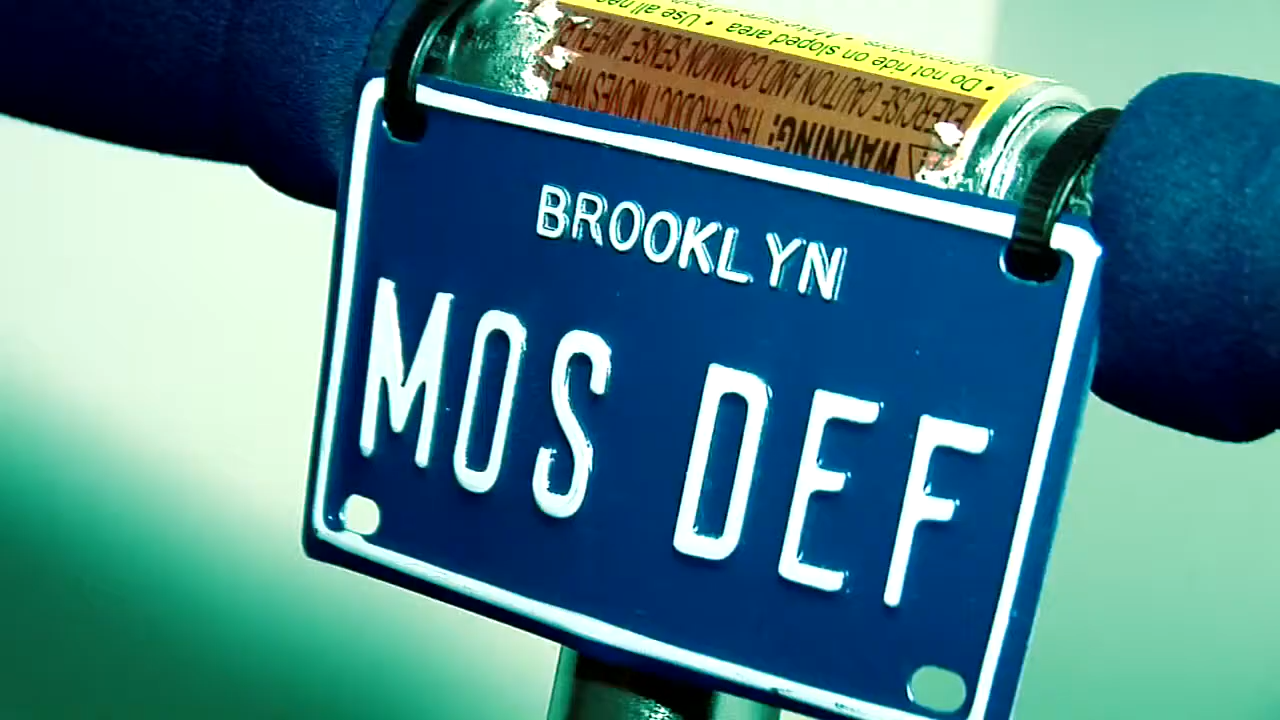 BROOKLYN
MOS DEF
WARNING: THIS PRODUCT MOVES WHE
EXERCISE CAUTION AND COMMON SENSE WHEN
• Do not ride on sloped area • Use all